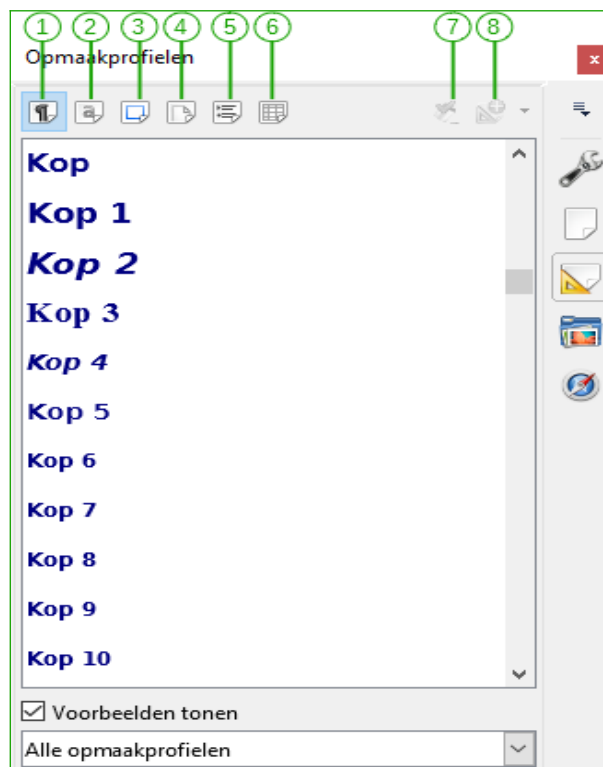 1 2 3 4 5 6 7 8
Opmaakprofielen
Kop
Kop 1
Kop 2
Kop 3
Kop 4
Kop 5
Kop 6
Kop 7
Kop 8
Kop 9
Kop 10
Voorbeelden tonen
Alle opmaakprofielen